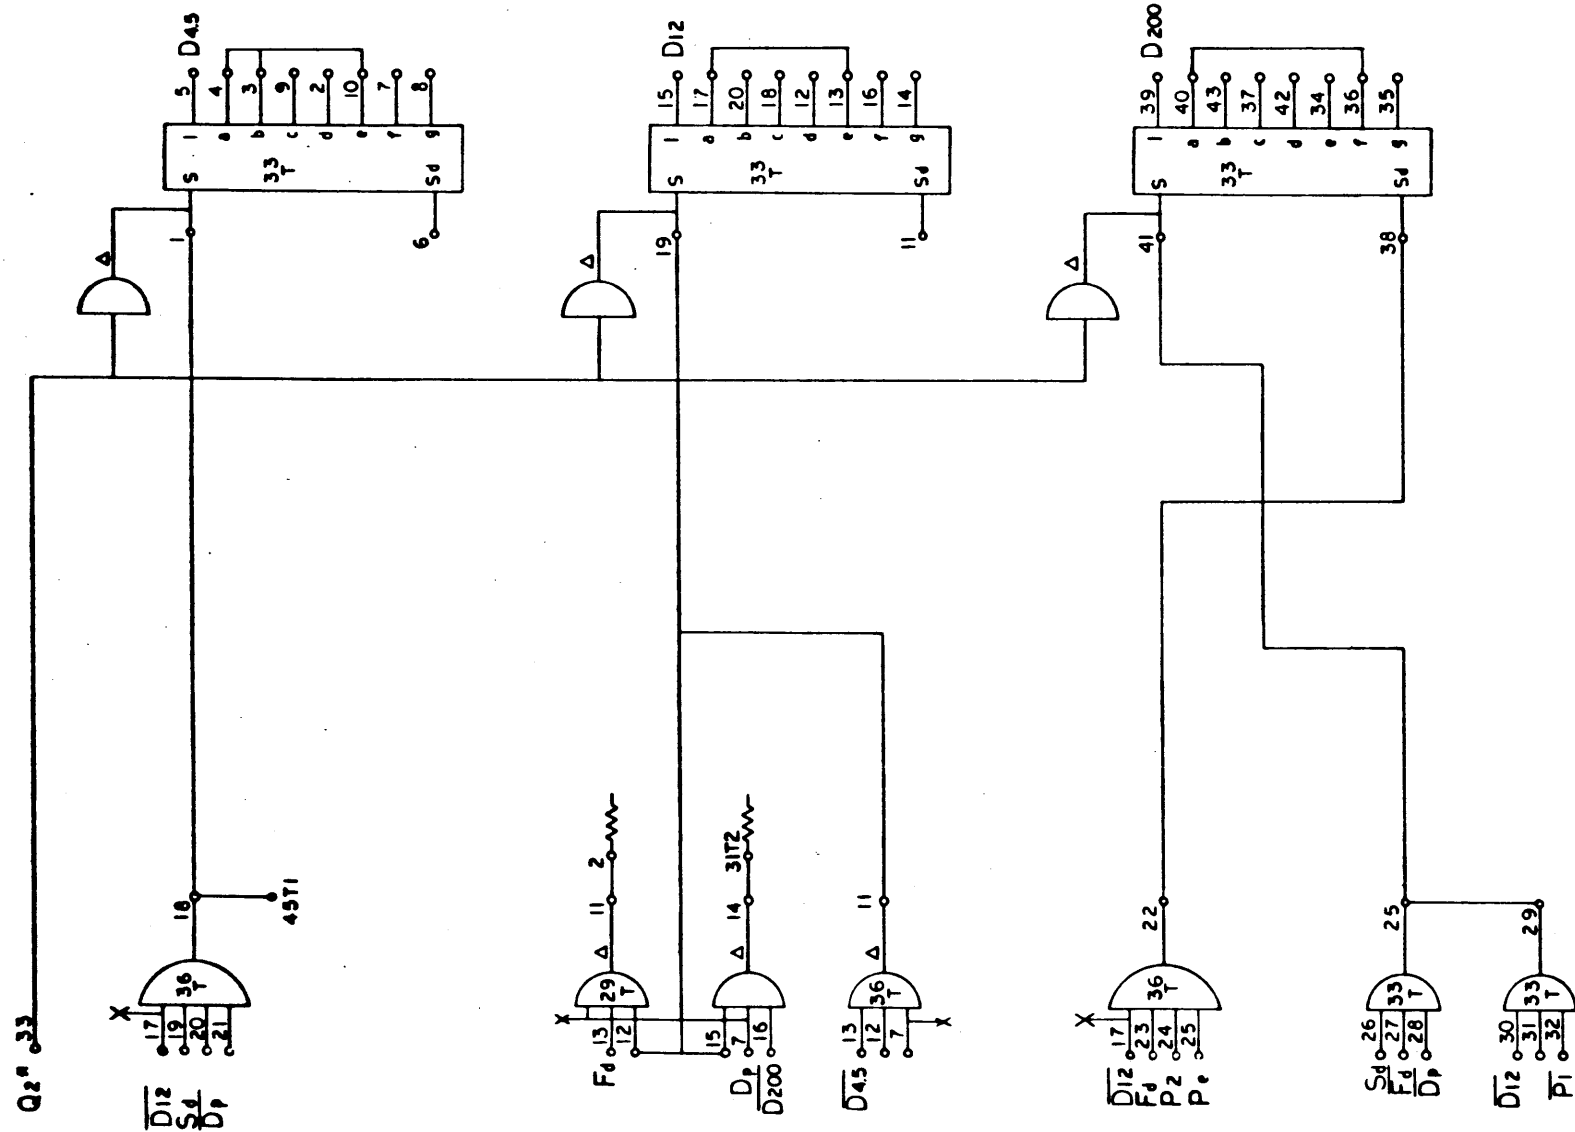 D4.5
5 4 3 9 2 10 7 8
1 a b c d e f g
33
T
S
Sd
1
6
Δ
D12
15 17 20 18 12 13 16 14
1 a b c d e f g
33
T
S
Sd
19
11
Δ
D200
39 40 43 37 42 34 36 35
1 a b c d e f g
33
T
S
Sd
41
38
Δ
Q2"
33
18
45T1
36
T
X
17
19
20
21
D12
Sd
Dp
2
11
Δ
29
T
X
13
12
Fd
31T2
14
Δ
15
7
16
Dp
D200
11
Δ
36
T
13
12
7
X
D4.5
22
36
T
X
17
23
24
25
D12
Fd
P2
Pe
25
33
T
26
27
28
Sd
Fd
Dp
29
33
T
30
31
32
D12
P1